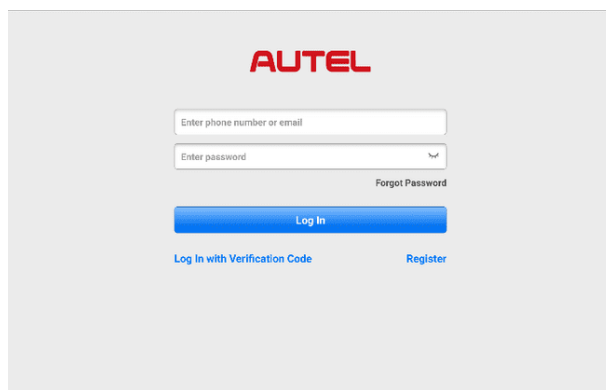 AUTEL
Enter phone number or email
Enter password
Forgot Password
Log In
Log In with Verification Code
Register